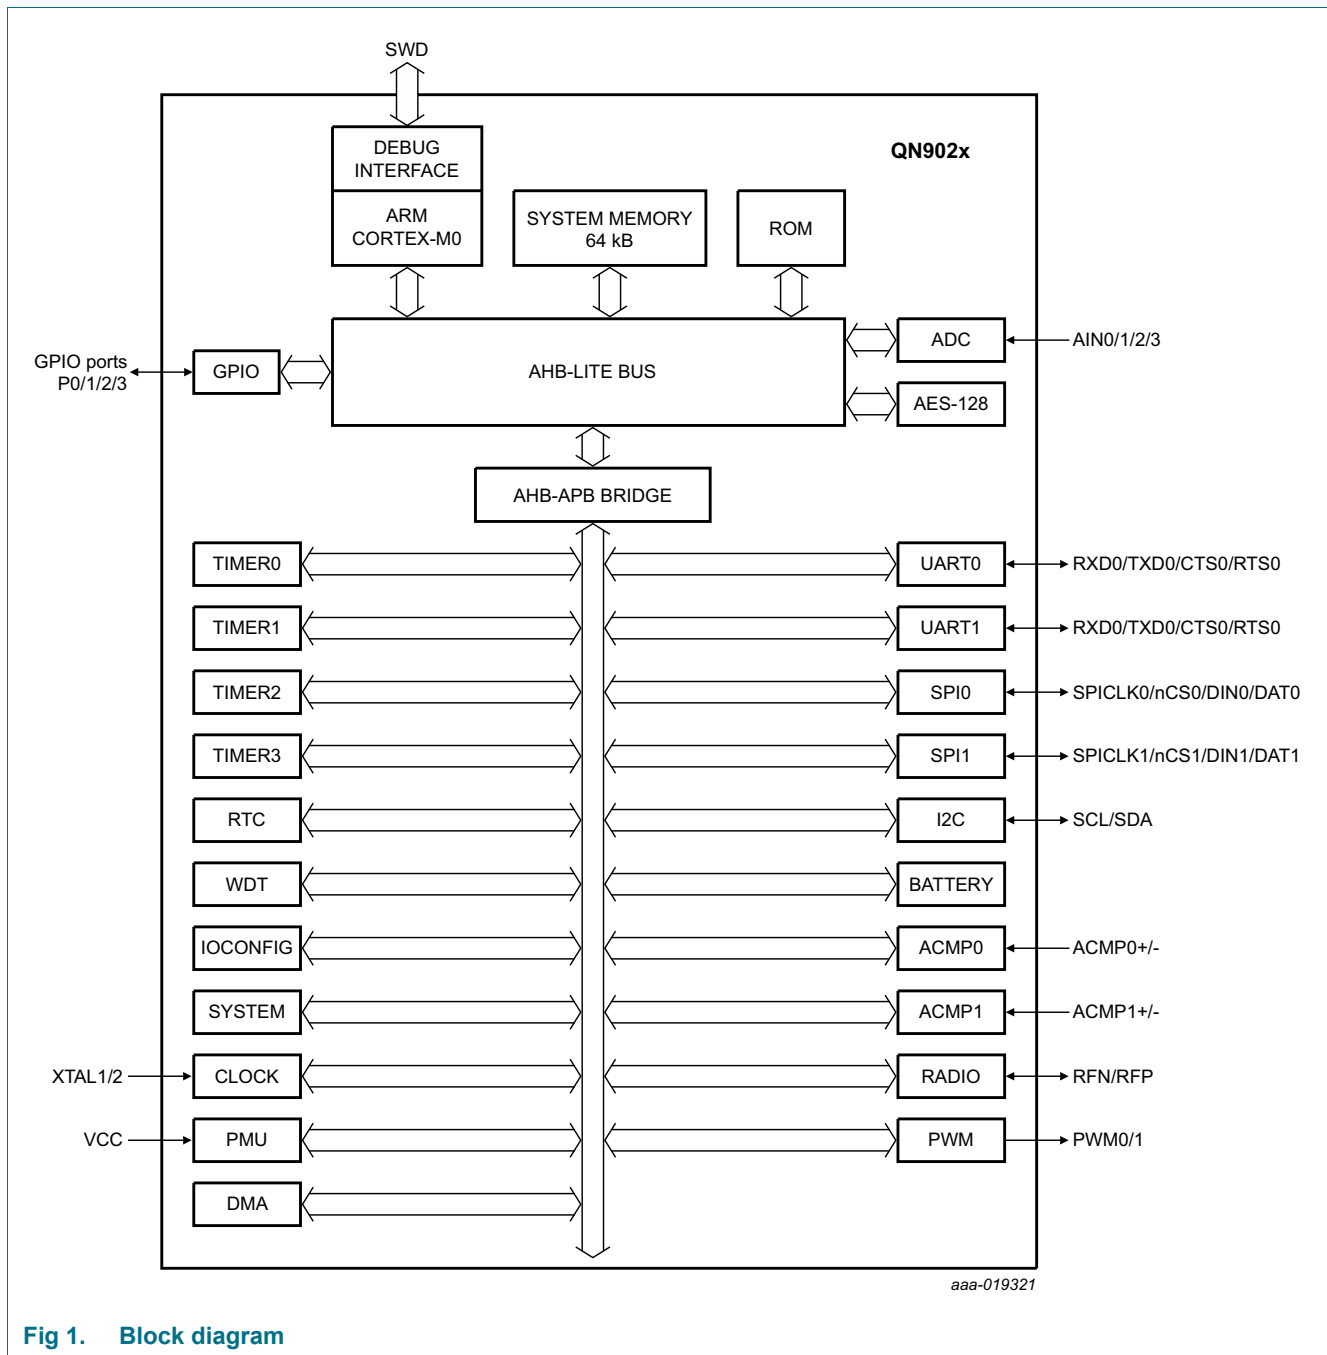 SWD
DEBUG
INTERFACE
QN902x
ARM
CORTEX-M0
SYSTEM MEMORY
64 kB
ROM
GPIO ports
P0/1/2/3
GPIO
AHB-LITE BUS
ADC
AIN0/1/2/3
AES-128
AHB-APB BRIDGE
TIMER0
UART0
RXD0/TXD0/CTS0/RTS0
TIMER1
UART1
RXD0/TXD0/CTS0/RTS0
TIMER2
SPI0
SPICLK0/nCS0/DIN0/DAT0
TIMER3
SPI1
SPICLK1/nCS1/DIN1/DAT1
RTC
I2C
SCL/SDA
WDT
BATTERY
IOCONFIG
ACMP0
ACMP0+/-
SYSTEM
ACMP1
ACMP1+/-
XTAL1/2
CLOCK
RADIO
RFN/RFP
VCC
PMU
PWM
PWM0/1
DMA
aaa-019321
Fig 1. Block diagram